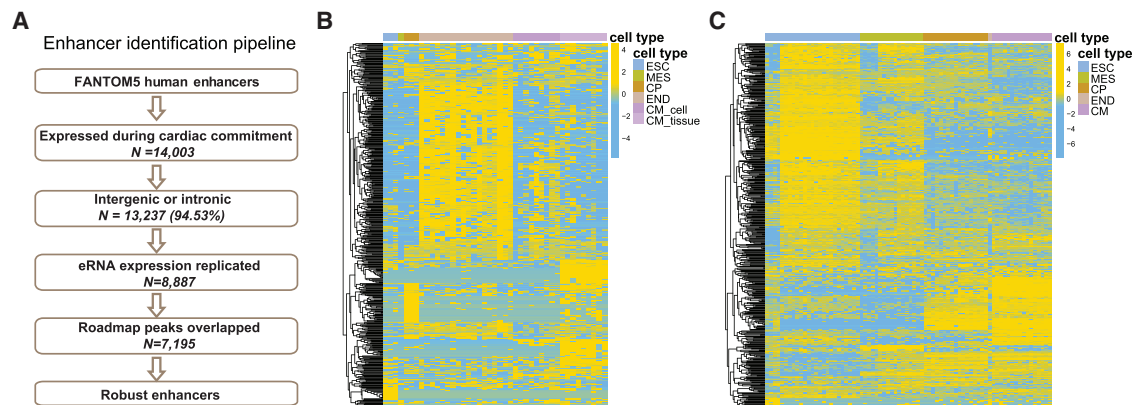 A
Enhancer identification pipeline
FANTOM5 human enhancers
Expressed during cardiac commitment
N =14,003
Intergenic or intronic
N = 13,237 (94.53%)
eRNA expression replicated
N=8,887
Roadmap peaks overlapped
N=7,195
Robust enhancers
B
cell type
4
2
0
−2
−4
cell type
ESC
MES
CP
END
CM_cell
CM_tissue
C
cell type
6
4
2
0
−2
−4
−6
cell type
ESC
MES
CP
END
CM